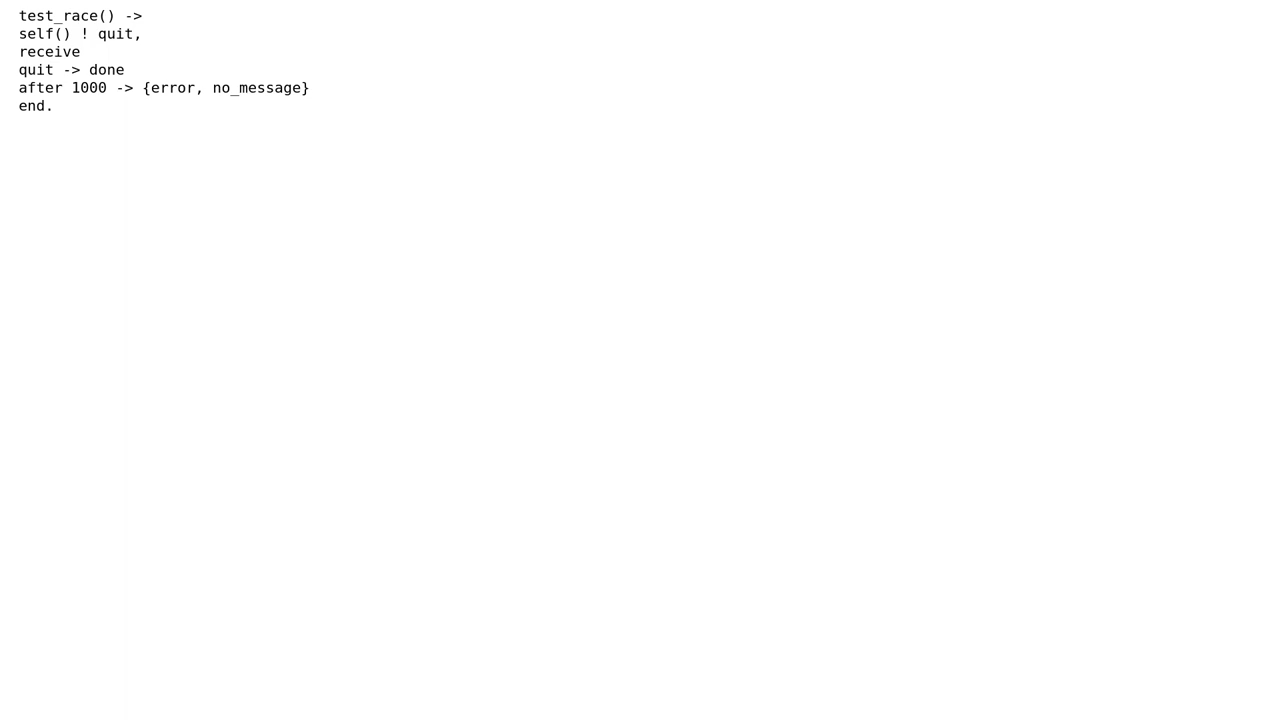 test_race() ->
self() ! quit,
receive
quit -> done
after 1000 -> {error, no_message}
end.